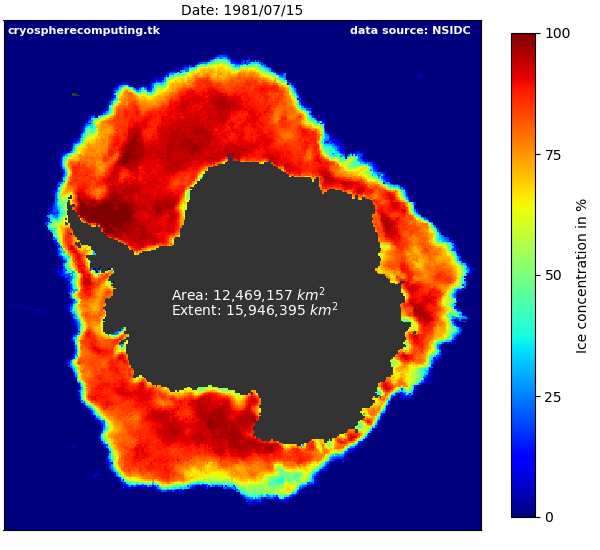 Date: 1981/07/15
cryospherecomputing.tk
data source: NSIDC
100
75
50
25
0
Ice concentration in %
Area: 12,469,157 km²
Extent: 15,946,395 km²